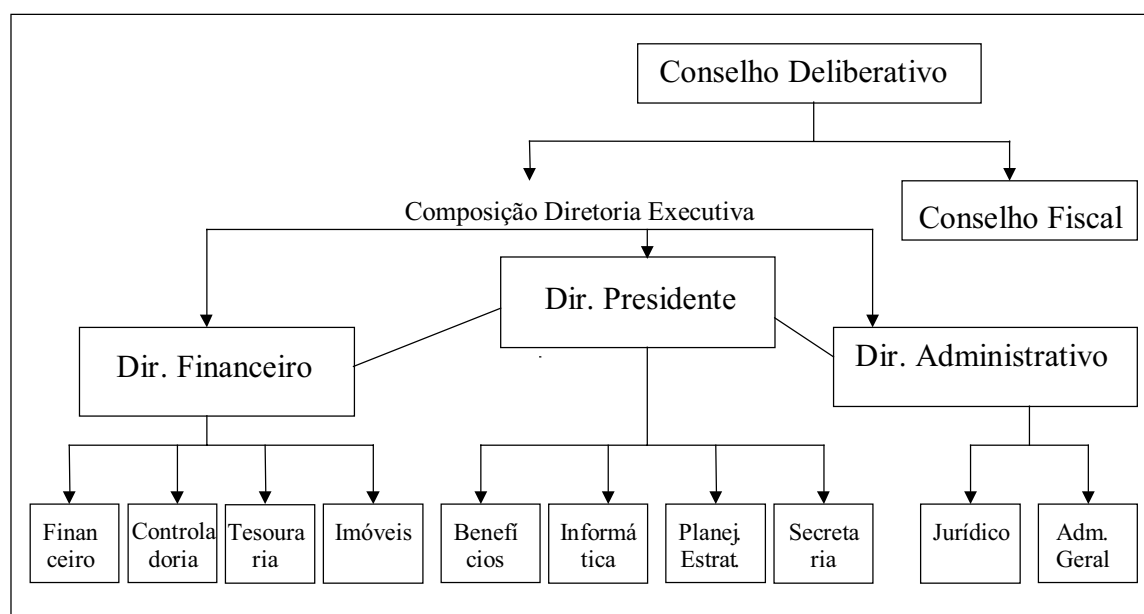 Conselho Deliberativo
Composição Diretoria Executiva
Conselho Fiscal
Dir. Presidente
Dir. Financeiro
Dir. Administrativo
Finan
ceiro
Controla
doria
Tesoura
ria
Imóveis
Benefí
cios
Informá
tica
Planej.
Estrat.
Secreta
ria
Jurídico
Adm.
Geral